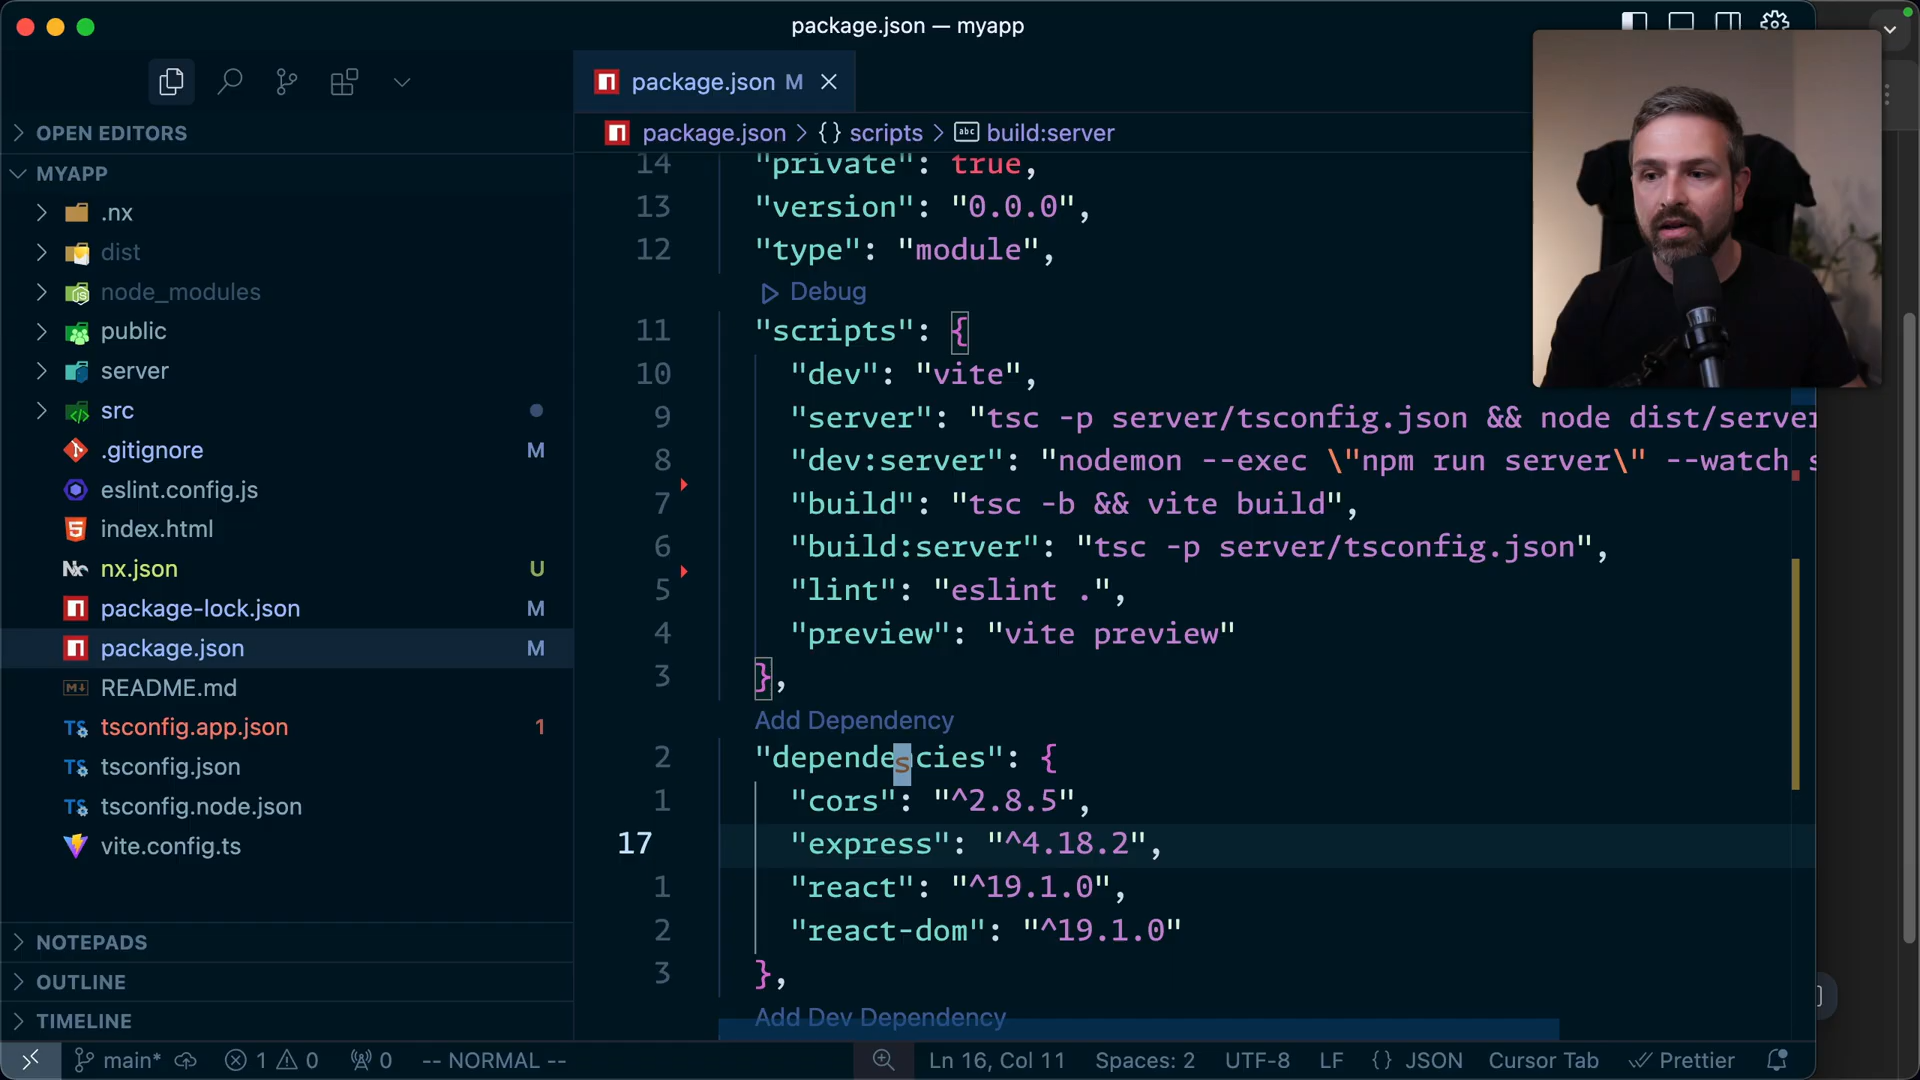 package.json — myapp
OPEN EDITORS
MYAPP
.nx
dist
node_modules
public
server
src
.gitignore M
eslint.config.js
index.html
nx.json U
package-lock.json M
package.json M
README.md
tsconfig.app.json 1
tsconfig.json
tsconfig.node.json
vite.config.ts
NOTEPADS
OUTLINE
TIMELINE
package.json M
package.json > {} scripts > abc build:server
14 "private": true,
13 "version": "0.0.0",
12 "type": "module",
Debug
11 "scripts": {
10 "dev": "vite",
9 "server": "tsc -p server/tsconfig.json && node dist/server
8 "dev:server": "nodemon --exec \"npm run server\" --watch s
7 "build": "tsc -b && vite build",
6 "build:server": "tsc -p server/tsconfig.json",
5 "lint": "eslint .",
4 "preview": "vite preview"
3 },
Add Dependency
2 "dependescies": {
1 "cors": "^2.8.5",
17 "express": "^4.18.2",
1 "react": "^19.1.0",
2 "react-dom": "^19.1.0"
3 },
Add Dev Dependency
main* 1 0 0 -- NORMAL -- Ln 16, Col 11 Spaces: 2 UTF-8 LF {} JSON Cursor Tab Prettier